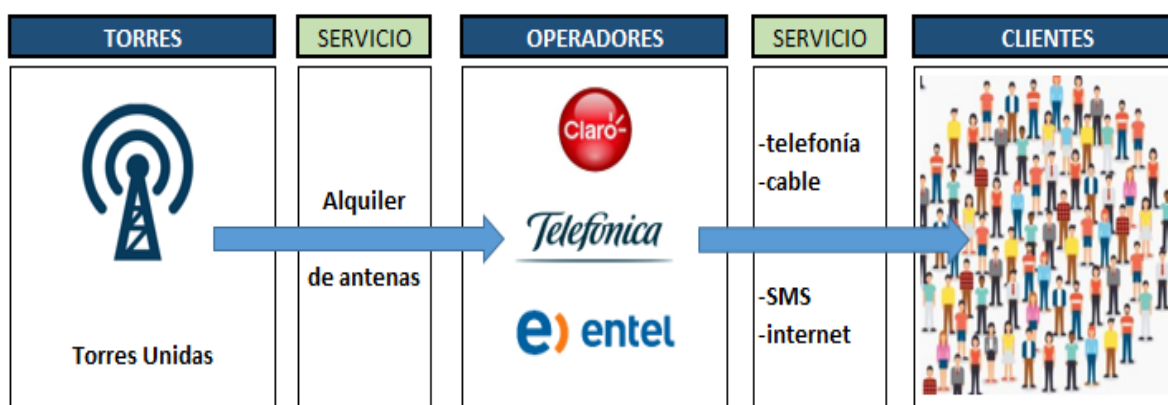 TORRES
SERVICIO
OPERADORES
SERVICIO
CLIENTES
Torres Unidas
Alquiler
de antenas
Claro-
Telefónica
e) entel
-telefonía
-cable
-SMS
-internet